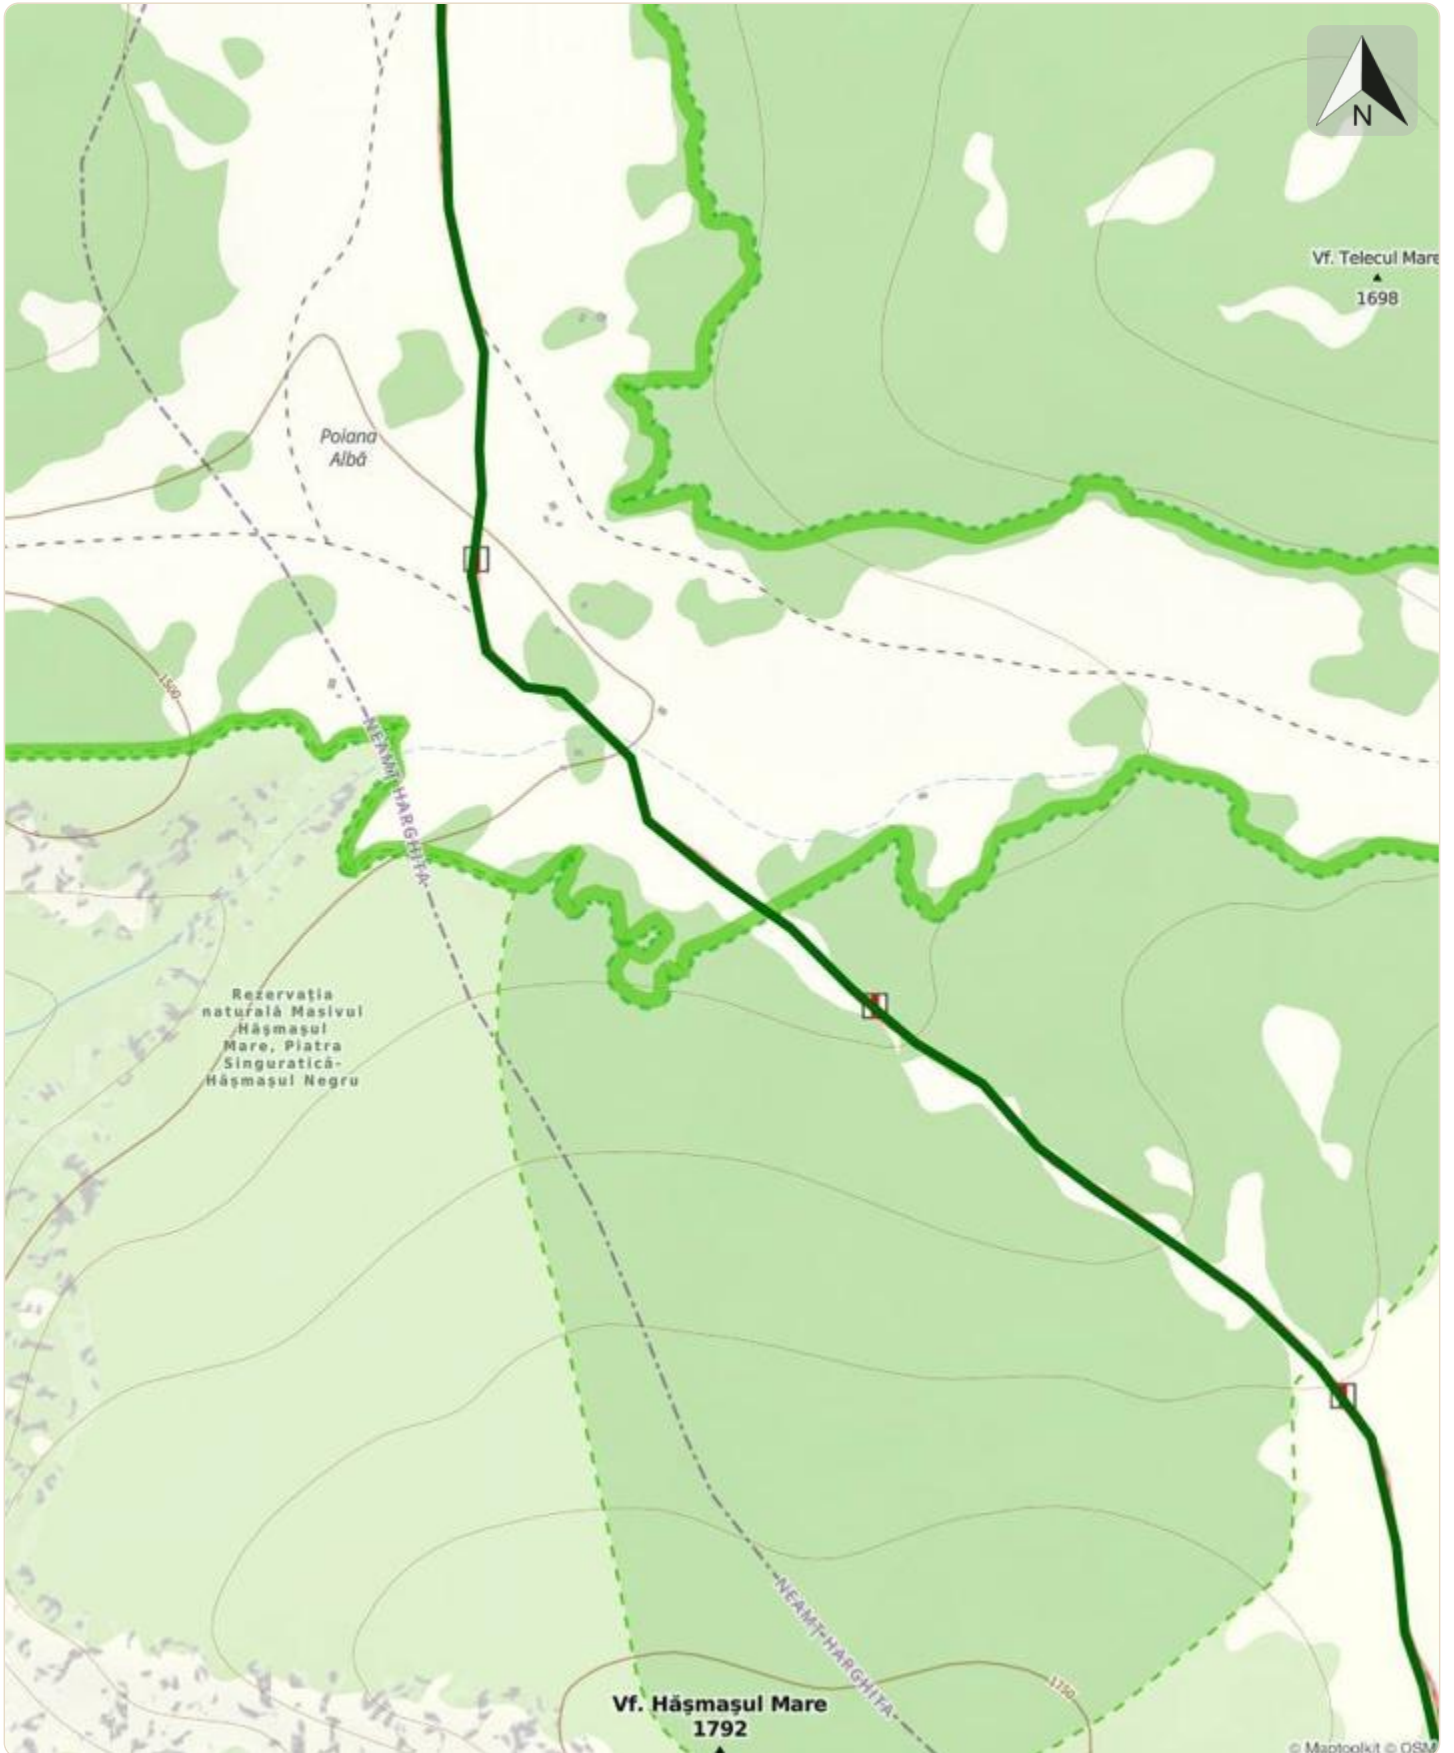 N
Vf. Telecul Mare
1698
Poiana
Albă
1500
NEAMȚ
HARGHITA
Rezervația
naturală Masivul
Hășmașul
Mare, Piatra
Singuratică-
Hășmașul Negru
NEAMȚ
HARGHITA
1750
Vf. Hășmașul Mare
1792
© Maptoolkit © OSM